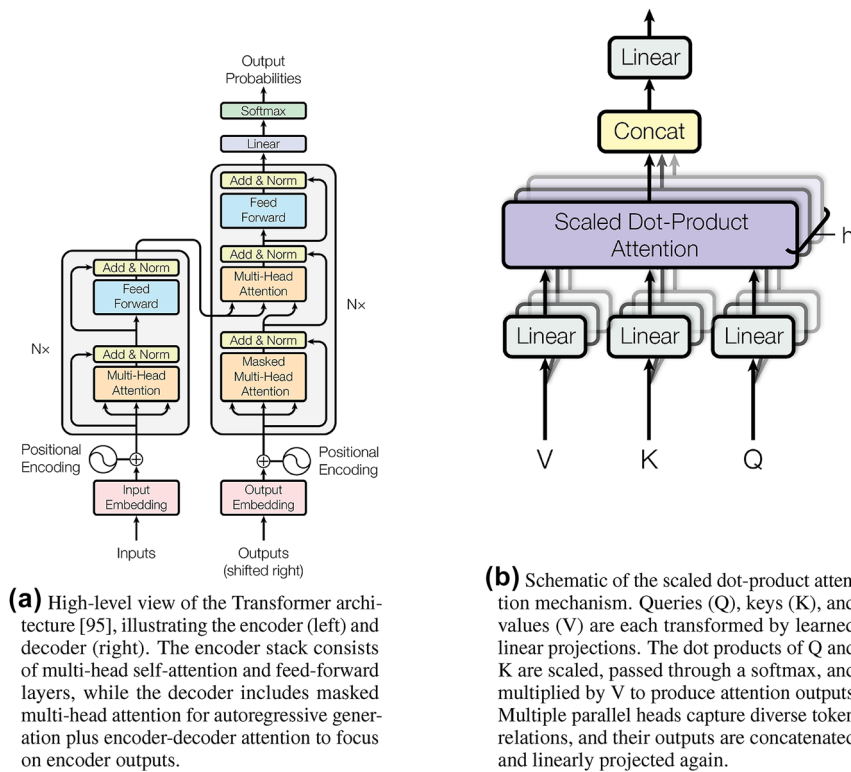 Output
Probabilities
Softmax
Linear
Add & Norm
Feed
Forward
Add & Norm
Multi-Head
Attention
Nx
Add & Norm
Masked
Multi-Head
Attention
Add & Norm
Feed
Forward
Nx
Add & Norm
Multi-Head
Attention
Positional
Encoding
Positional
Encoding
Input
Embedding
Output
Embedding
Inputs
Outputs
(shifted right)
(a) High-level view of the Transformer archi-
tecture [95], illustrating the encoder (left) and
decoder (right). The encoder stack consists
of multi-head self-attention and feed-forward
layers, while the decoder includes masked
multi-head attention for autoregressive gener-
ation plus encoder-decoder attention to focus
on encoder outputs.
Linear
Concat
Scaled Dot-Product
Attention
h
Linear
Linear
Linear
V
K
Q
(b) Schematic of the scaled dot-product atten
tion mechanism. Queries (Q), keys (K), and
values (V) are each transformed by learned
linear projections. The dot products of Q and
K are scaled, passed through a softmax, and
multiplied by V to produce attention outputs
Multiple parallel heads capture diverse token
relations, and their outputs are concatenated
and linearly projected again.